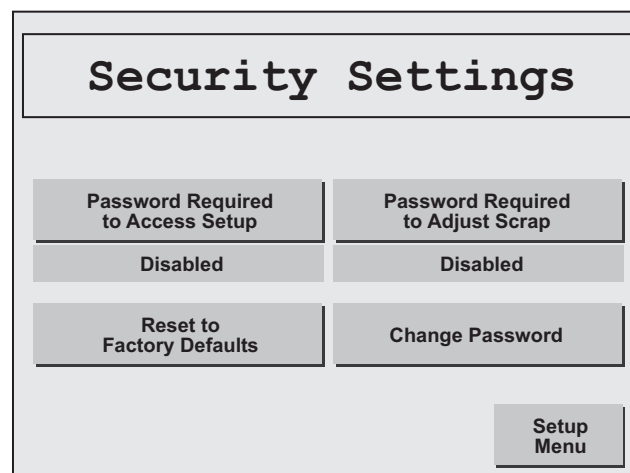 Security Settings
Password Required
to Access Setup
Password Required
to Adjust Scrap
Disabled
Disabled
Reset to
Factory Defaults
Change Password
Setup
Menu